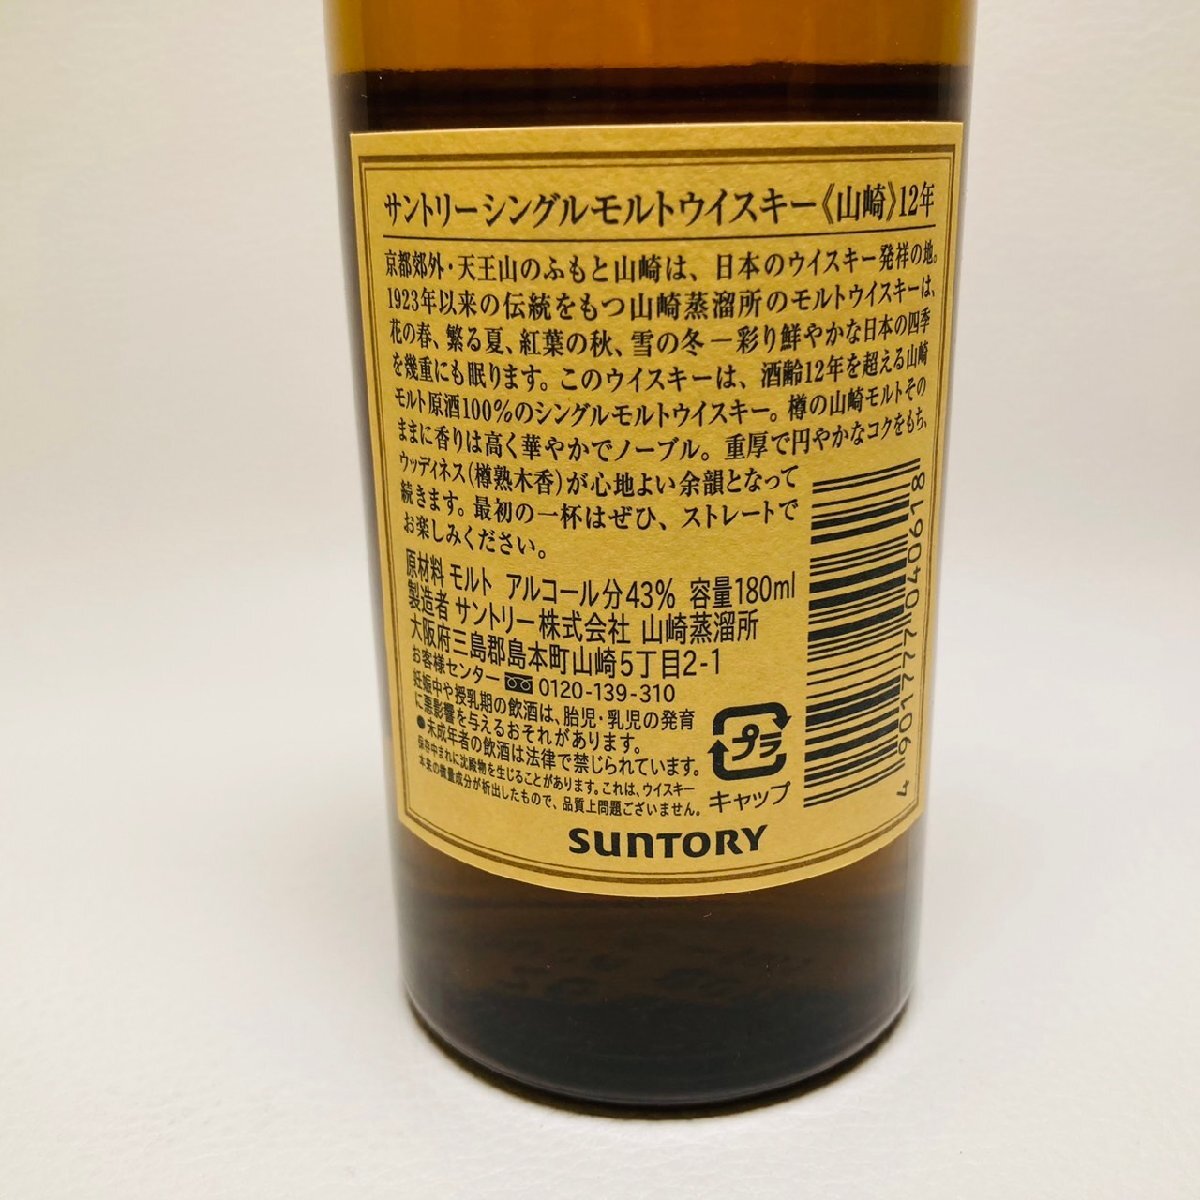 サントリーシングルモルトウイスキー《山崎》12年
京都郊外・天王山のふもと山崎は、日本のウイスキー発祥の地。
1923年以来の伝統をもつ山崎蒸溜所のモルトウイスキーは、
花の春、繁る夏、紅葉の秋、雪の冬－彩り鮮やかな日本の四季
を幾重にも眠ります。このウイスキーは、酒齢12年を超える山崎
モルト原酒100%のシングルモルトウイスキー。樽の山崎モルトその
ままに香りは高く華やかでノーブル。重厚で円やかなコクをもち、
ウッディネス(樽熟木香)が心地よい余韻となって
続きます。最初の一杯はぜひ、ストレートで
お楽しみください。
原材料 モルト アルコール分43% 容量180ml
製造者 サントリー株式会社 山崎蒸溜所
大阪府三島郡島本町山崎5丁目2-1
お客様センター 0120-139-310
妊娠中や授乳期の飲酒は、胎児・乳児の発育
に悪影響を与えるおそれがあります。
●未成年者の飲酒は法律で禁じられています。
保存中まれに沈殿物を生じることがあります。これは、ウイスキー
本来の微量成分が析出したもので、品質上問題ございません。
プラ
キャップ
4 901777 040618
SUNTORY